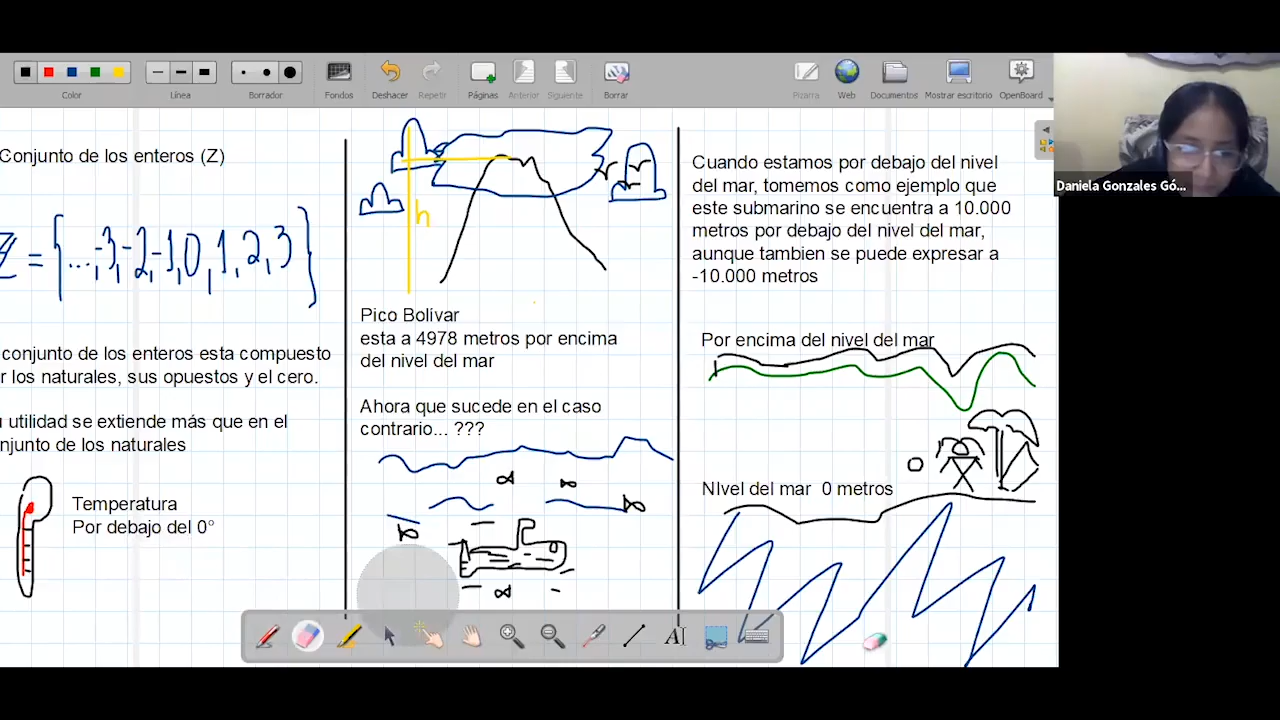 Color
Línea
Borrador
Fondos
Deshacer
Repetir
Páginas
Anterior
Siguiente
Borrar
Pizarra
Web
Documentos
Mostrar escritorio
OpenBoard
Daniela Gonzales Gó...
Conjunto de los enteros (Z)
Z = {...,-3,-2,-1,0,1,2,3}
conjunto de los enteros esta compuesto
r los naturales, sus opuestos y el cero.
utilidad se extiende más que en el
njunto de los naturales
Temperatura
Por debajo del 0°
h
Pico Bolivar
esta a 4978 metros por encima
del nivel del mar
Ahora que sucede en el caso
contrario... ???
Cuando estamos por debajo del nivel
del mar, tomemos como ejemplo que
este submarino se encuentra a 10.000
metros por debajo del nivel del mar,
aunque tambien se puede expresar a
-10.000 metros
Por encima del nivel del mar
NIvel del mar 0 metros